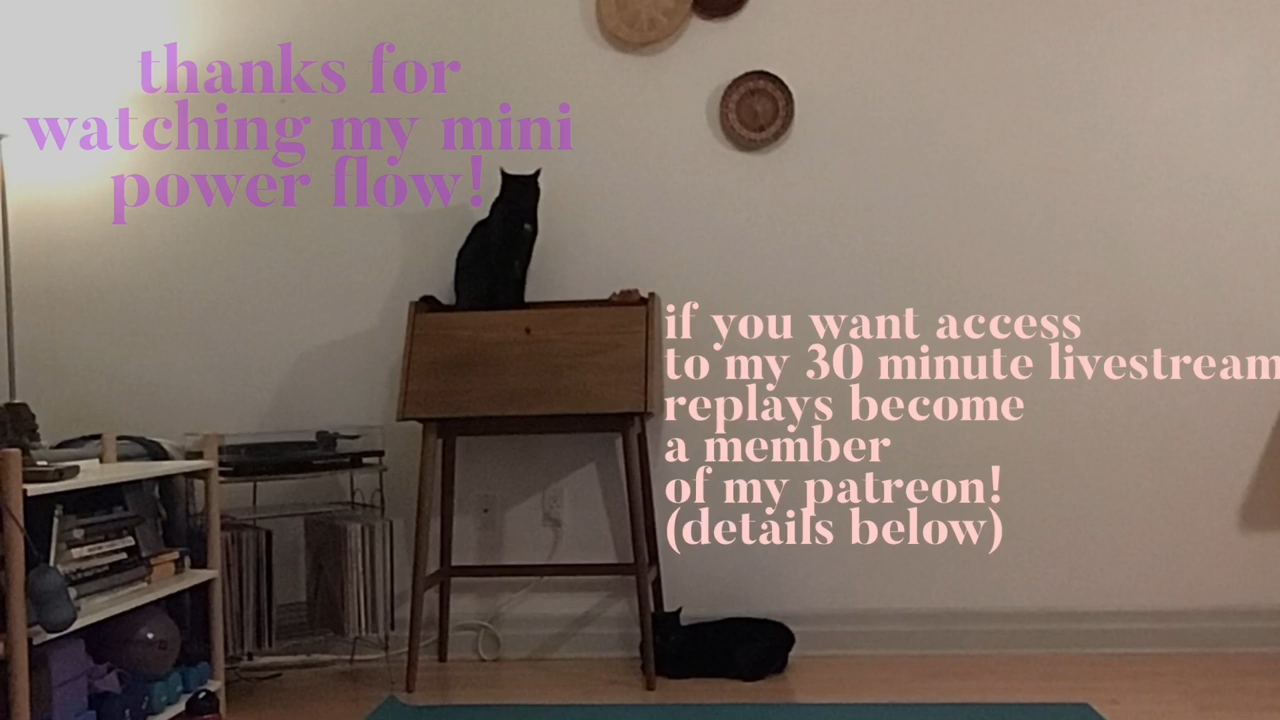 thanks for
watching my mini
power flow!
if you want access
to my 30 minute livestream
replays become
a member
of my patreon!
(details below)